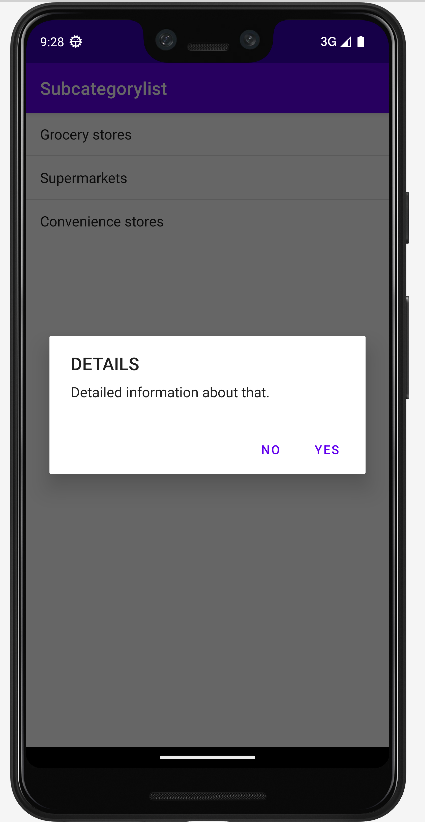 9:28 3G
Subcategorylist
Grocery stores
Supermarkets
Convenience stores
DETAILS
Detailed information about that.
NO YES